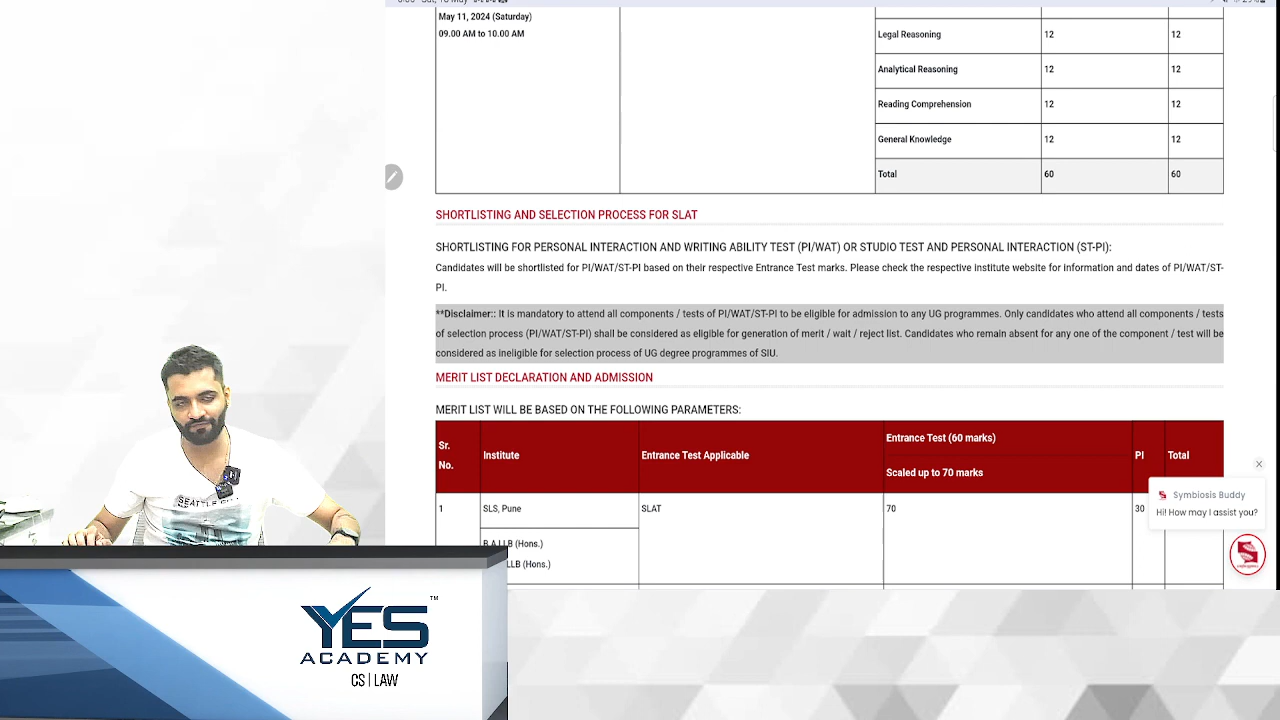 May 11, 2024 (Saturday)
09.00 AM to 10.00 AM
Legal Reasoning 12 12
Analytical Reasoning 12 12
Reading Comprehension 12 12
General Knowledge 12 12
Total 60 60
SHORTLISTING AND SELECTION PROCESS FOR SLAT
SHORTLISTING FOR PERSONAL INTERACTION AND WRITING ABILITY TEST (PI/WAT) OR STUDIO TEST AND PERSONAL INTERACTION (ST-PI):
Candidates will be shortlisted for PI/WAT/ST-PI based on their respective Entrance Test marks. Please check the respective institute website for information and dates of PI/WAT/ST-
PI.
**Disclaimer:: It is mandatory to attend all components / tests of PI/WAT/ST-PI to be eligible for admission to any UG programmes. Only candidates who attend all components / tests
of selection process (PI/WAT/ST-PI) shall be considered as eligible for generation of merit / wait / reject list. Candidates who remain absent for any one of the component / test will be
considered as ineligible for selection process of UG degree programmes of SIU.
MERIT LIST DECLARATION AND ADMISSION
MERIT LIST WILL BE BASED ON THE FOLLOWING PARAMETERS:
Sr.
No.
Institute
Entrance Test Applicable
Entrance Test (60 marks)
Scaled up to 70 marks
PI
Total
1 SLS, Pune SLAT 70 30
B.A LLB (Hons.)
LLB (Hons.)
Symbiosis Buddy
Hi! How may I assist you?
SEATTLE
YES™
ACADEMY
CS | LAW